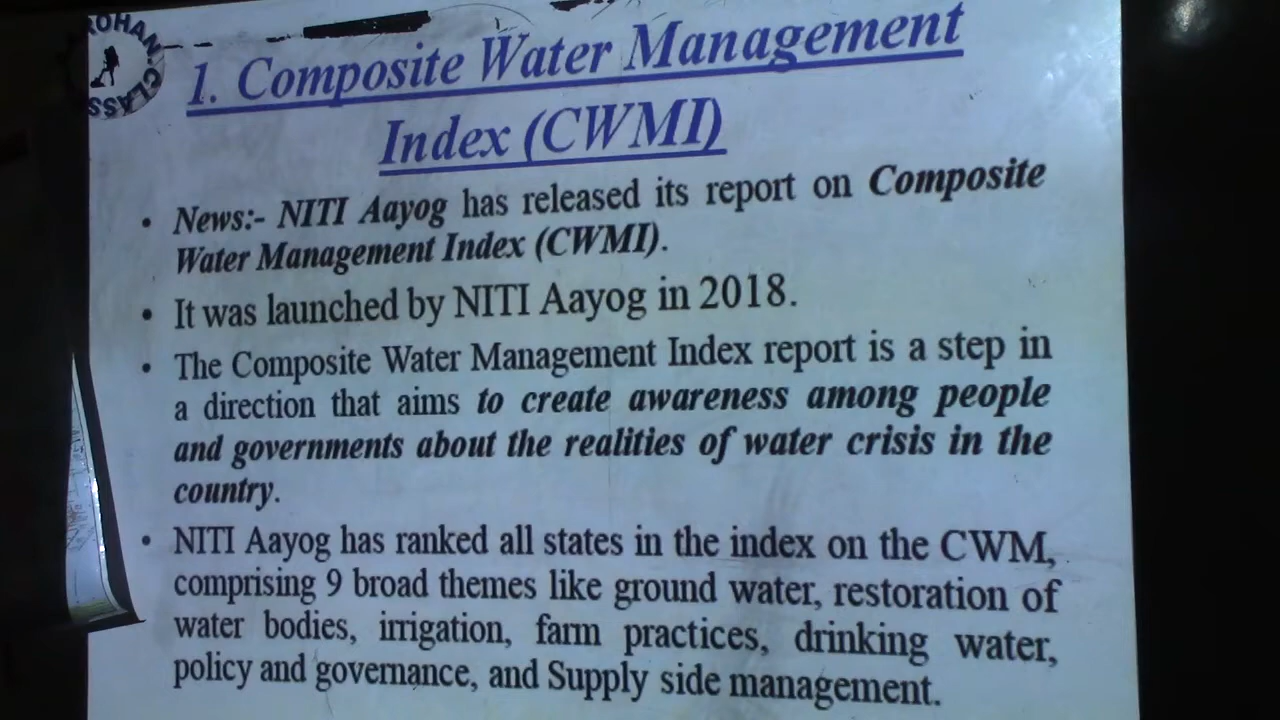 ROHAN.CLASSES
1. Composite Water Management
Index (CWMI)
• News:- NITI Aayog has released its report on Composite
Water Management Index (CWMI).
• It was launched by NITI Aayog in 2018.
• The Composite Water Management Index report is a step in
a direction that aims to create awareness among people
and governments about the realities of water crisis in the
country.
• NITI Aayog has ranked all states in the index on the CWM,
comprising 9 broad themes like ground water, restoration of
water bodies, irrigation, farm practices, drinking water,
policy and governance, and Supply side management.